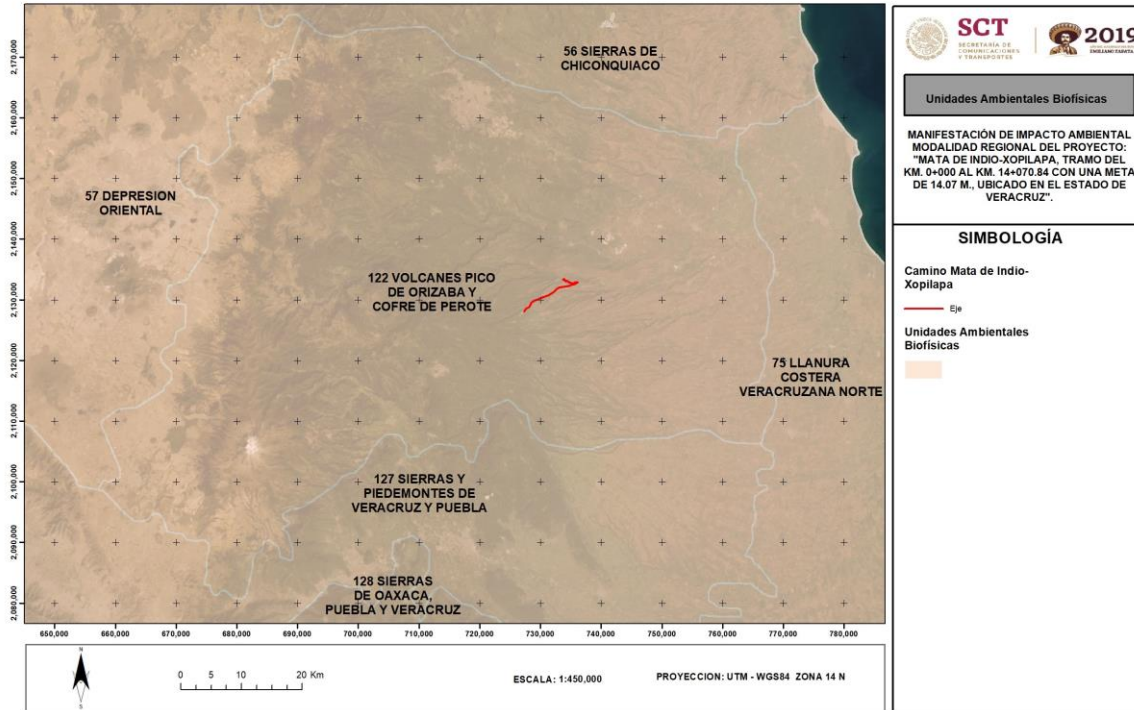 56 SIERRAS DE
CHICONQUIACO
57 DEPRESION
ORIENTAL
122 VOLCANES PICO
DE ORIZABA Y
COFRE DE PEROTE
75 LLANURA
COSTERA
VERACRUZANA NORTE
127 SIERRAS Y
PIEDEMONTES DE
VERACRUZ Y PUEBLA
128 SIERRAS
DE OAXACA,
PUEBLA Y VERACRUZ
2,170,000
2,160,000
2,150,000
2,140,000
2,130,000
2,120,000
2,110,000
2,100,000
2,090,000
2,080,000
650,000 660,000 670,000 680,000 690,000 700,000 710,000 720,000 730,000 740,000 750,000 760,000 770,000 780,000
N
S
0 5 10 20 Km
ESCALA: 1:450,000
PROYECCION: UTM - WGS84 ZONA 14 N
SCT
SECRETARÍA DE
COMUNICACIONES
Y TRANSPORTES
2019
EMILIANO ZAPATA
Unidades Ambientales Biofísicas
MANIFESTACIÓN DE IMPACTO AMBIENTAL
MODALIDAD REGIONAL DEL PROYECTO:
"MATA DE INDIO-XOPILAPA, TRAMO DEL
KM. 0+000 AL KM. 14+070.84 CON UNA META
DE 14.07 M., UBICADO EN EL ESTADO DE
VERACRUZ".
SIMBOLOGÍA
Camino Mata de Indio-
Xopilapa
Eje
Unidades Ambientales
Biofísicas